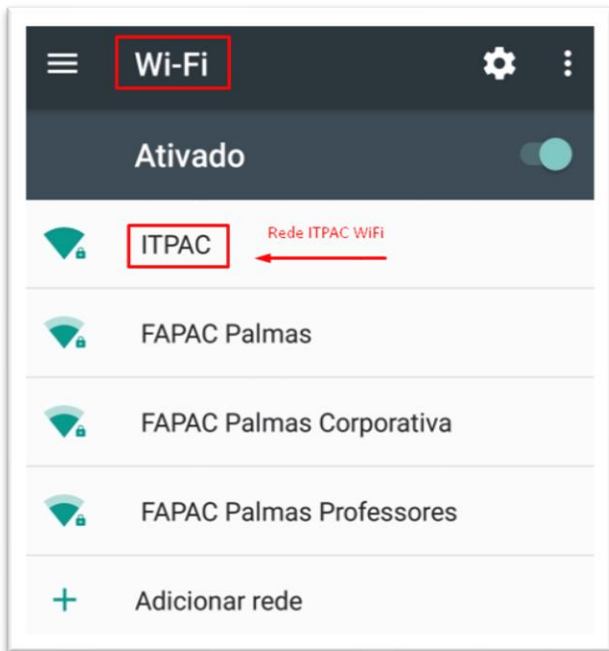 Wi-Fi
Ativado
ITPAC
Rede ITPAC WiFi
FAPAC Palmas
FAPAC Palmas Corporativa
FAPAC Palmas Professores
Adicionar rede